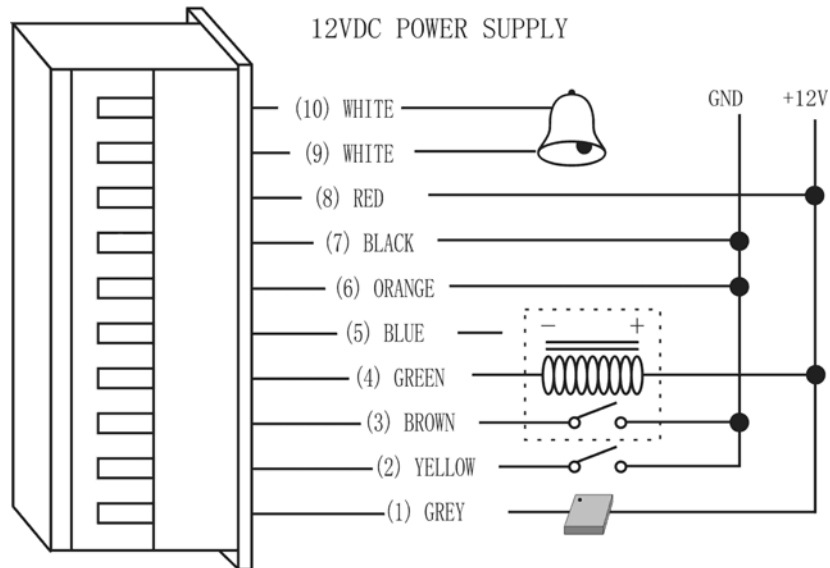 12VDC POWER SUPPLY
GND +12V
(10) WHITE
(9) WHITE
(8) RED
(7) BLACK
(6) ORANGE
(5) BLUE
− +
(4) GREEN
(3) BROWN
(2) YELLOW
(1) GREY